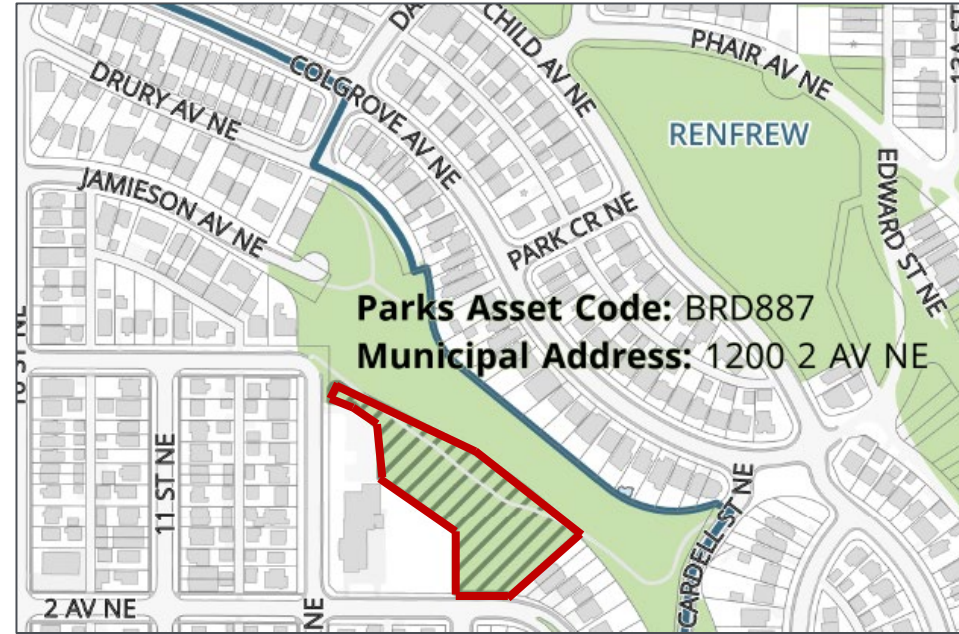 CHILD AV NE
PHAIR AV NE
COLGROVE AV NE
DRURY AV NE
RENFREW
JAMIESON AV NE
EDWARD ST NE
PARK CR NE
Parks Asset Code: BRD887
Municipal Address: 1200 2 AV NE
11 ST NE
CARDELL ST NE
2 AV NE
NE